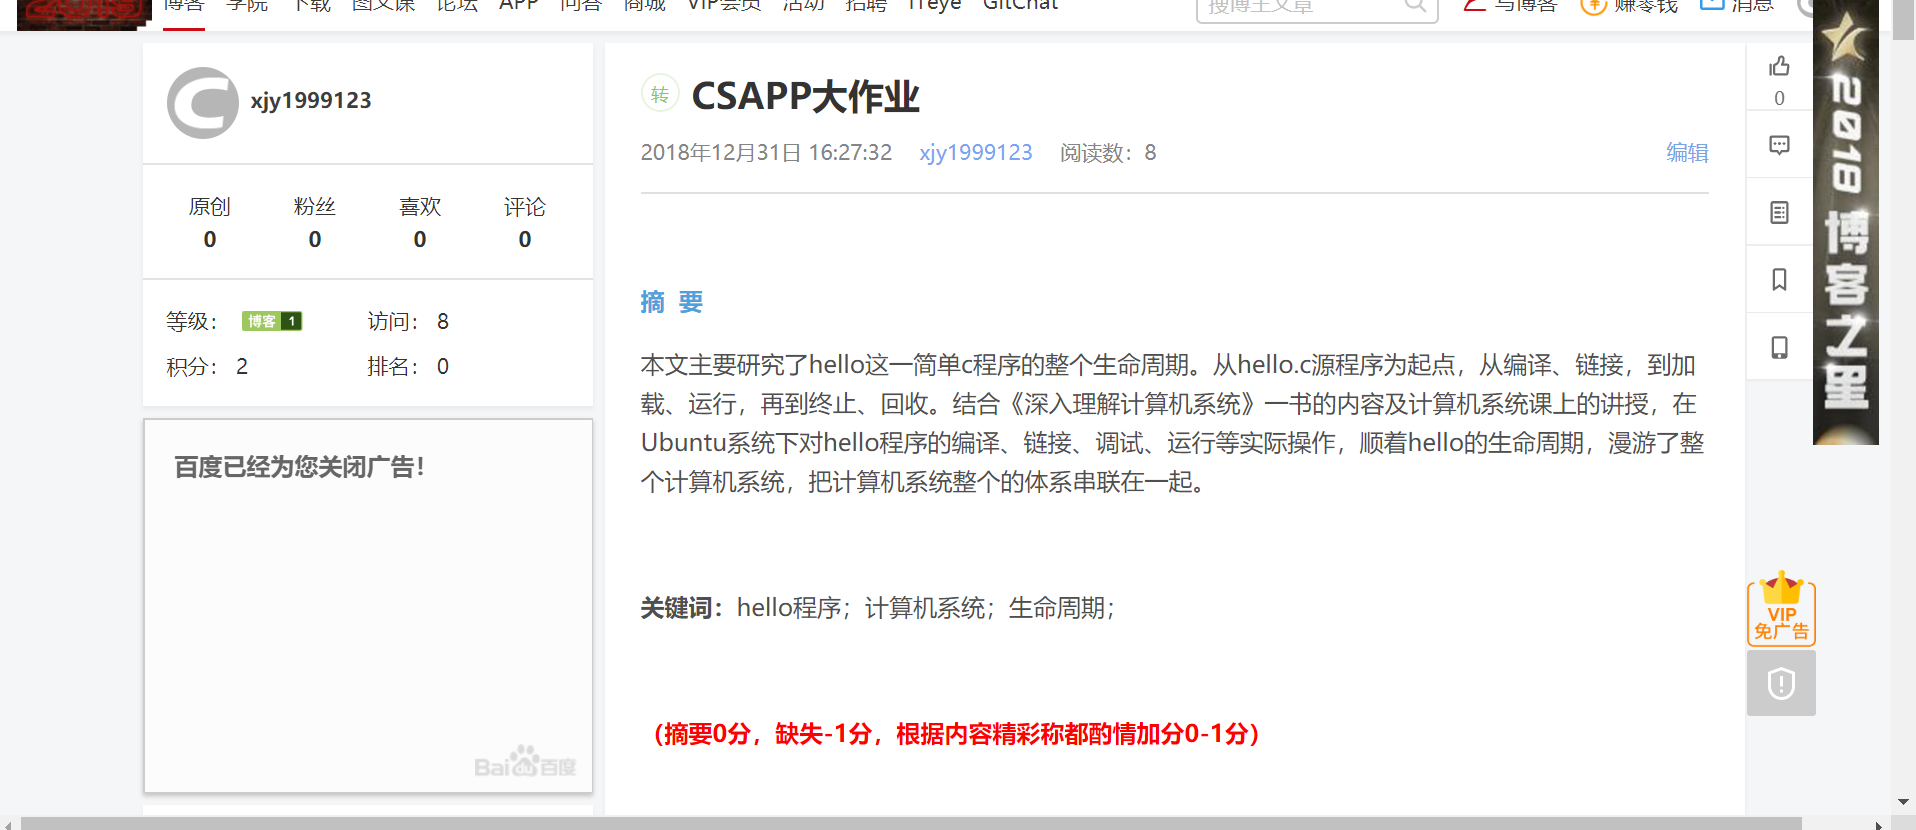 博客 学院 下载 图文课 论坛 APP 问答 商城 VIP会员 活动 招聘 ITeye GitChat
搜博主文章
写博客 赚零钱 消息
xjy1999123
原创 粉丝 喜欢 评论
0 0 0 0
等级： 博客 1 访问： 8
积分： 2 排名： 0
百度已经为您关闭广告！
Bai du 百度
转 CSAPP大作业
2018年12月31日 16:27:32 xjy1999123 阅读数：8 编辑
摘 要
本文主要研究了hello这一简单c程序的整个生命周期。从hello.c源程序为起点，从编译、链接，到加
载、运行，再到终止、回收。结合《深入理解计算机系统》一书的内容及计算机系统课上的讲授，在
Ubuntu系统下对hello程序的编译、链接、调试、运行等实际操作，顺着hello的生命周期，漫游了整
个计算机系统，把计算机系统整个的体系串联在一起。
关键词：hello程序；计算机系统；生命周期；
（摘要0分，缺失-1分，根据内容精彩称都酌情加分0-1分）
0
2018 博客之星
VIP
免广告